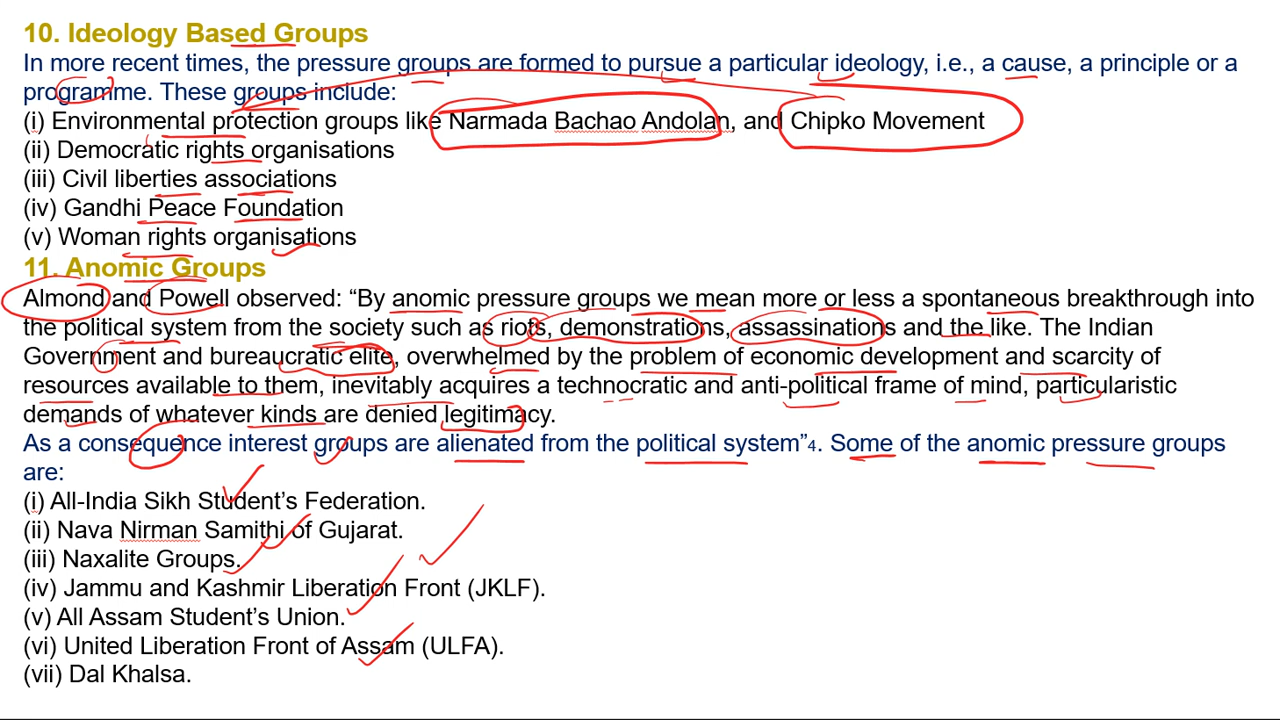 10. Ideology Based Groups
In more recent times, the pressure groups are formed to pursue a particular ideology, i.e., a cause, a principle or a
programme. These groups include:
(i) Environmental protection groups like Narmada Bachao Andolan, and Chipko Movement
(ii) Democratic rights organisations
(iii) Civil liberties associations
(iv) Gandhi Peace Foundation
(v) Woman rights organisations
11. Anomic Groups
Almond and Powell observed: “By anomic pressure groups we mean more or less a spontaneous breakthrough into
the political system from the society such as riots, demonstrations, assassinations and the like. The Indian
Government and bureaucratic elite, overwhelmed by the problem of economic development and scarcity of
resources available to them, inevitably acquires a technocratic and anti-political frame of mind, particularistic
demands of whatever kinds are denied legitimacy.
As a consequence interest groups are alienated from the political system”4. Some of the anomic pressure groups
are:
(i) All-India Sikh Student’s Federation.
(ii) Nava Nirman Samithi of Gujarat.
(iii) Naxalite Groups.
(iv) Jammu and Kashmir Liberation Front (JKLF).
(v) All Assam Student’s Union.
(vi) United Liberation Front of Assam (ULFA).
(vii) Dal Khalsa.